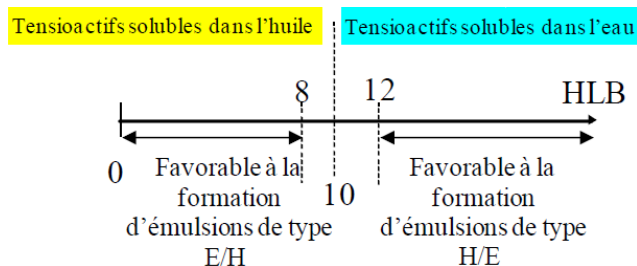 Tensioactifs solubles dans l'huile
Tensioactifs solubles dans l'eau
8
12
HLB
0
Favorable à la
formation
d'émulsions de type
E/H
10
Favorable à la
formation
d'émulsions de type
H/E